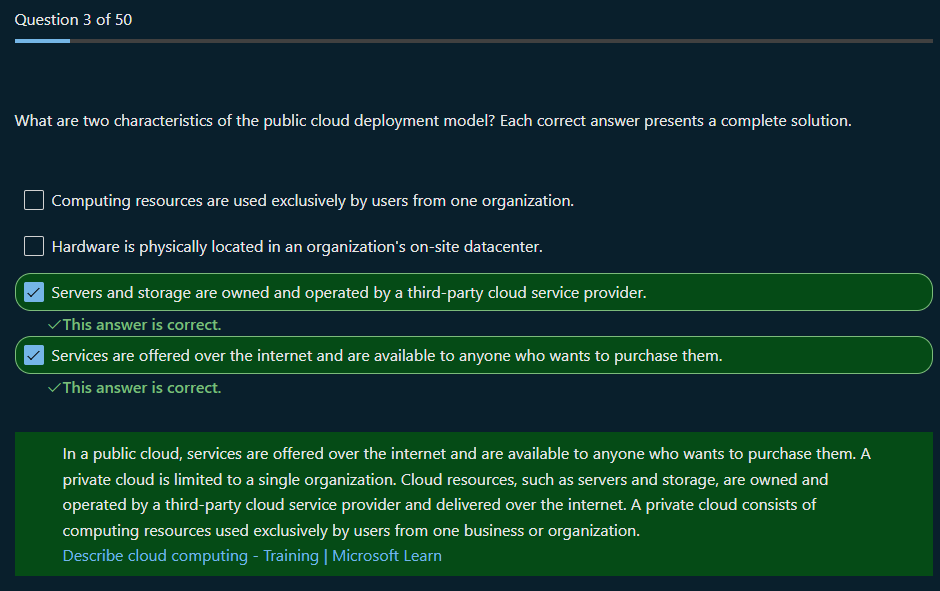 Question 3 of 50
What are two characteristics of the public cloud deployment model? Each correct answer presents a complete solution.
Computing resources are used exclusively by users from one organization.
Hardware is physically located in an organization's on-site datacenter.
Servers and storage are owned and operated by a third-party cloud service provider.
This answer is correct.
Services are offered over the internet and are available to anyone who wants to purchase them.
This answer is correct.
In a public cloud, services are offered over the internet and are available to anyone who wants to purchase them. A
private cloud is limited to a single organization. Cloud resources, such as servers and storage, are owned and
operated by a third-party cloud service provider and delivered over the internet. A private cloud consists of
computing resources used exclusively by users from one business or organization.
Describe cloud computing - Training | Microsoft Learn